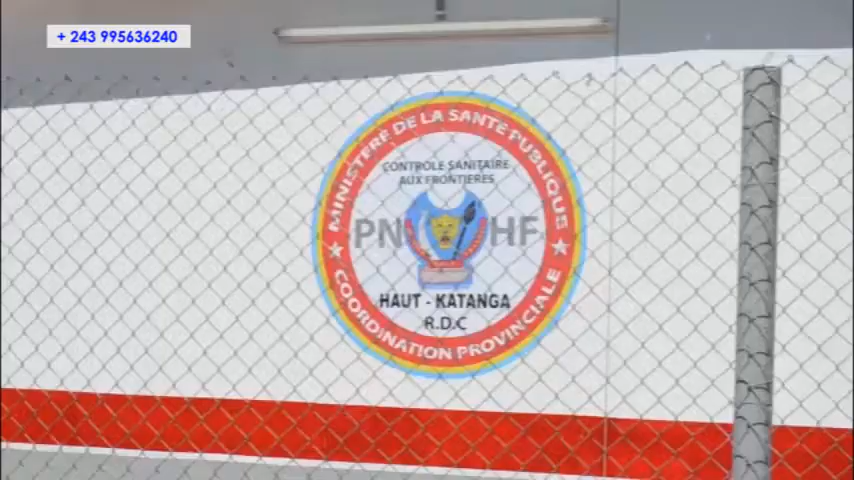 + 243 995636240
MINISTERE DE LA SANTE PUBLIQUE
CONTROLE SANITAIRE
AUX FRONTIERES
PN HF
HAUT - KATANGA
R.D.C
COORDINATION PROVINCIALE